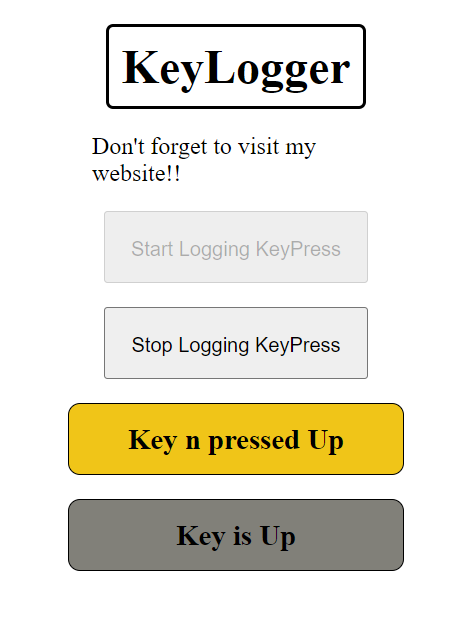 KeyLogger
Don't forget to visit my
website!!
Start Logging KeyPress
Stop Logging KeyPress
Key n pressed Up
Key is Up